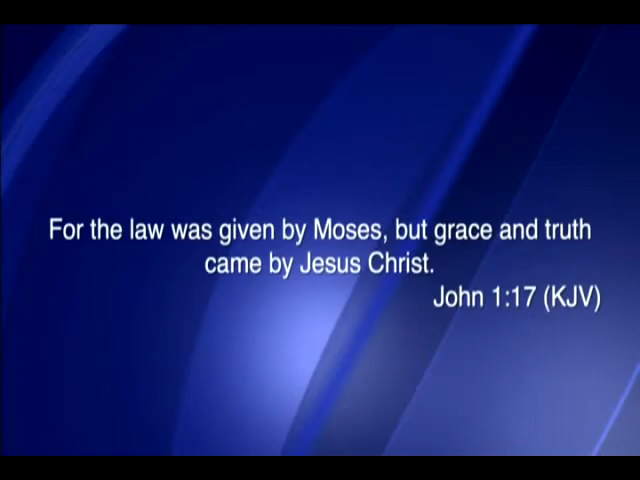 For the law was given by Moses, but grace and truth
came by Jesus Christ.
John 1:17 (KJV)